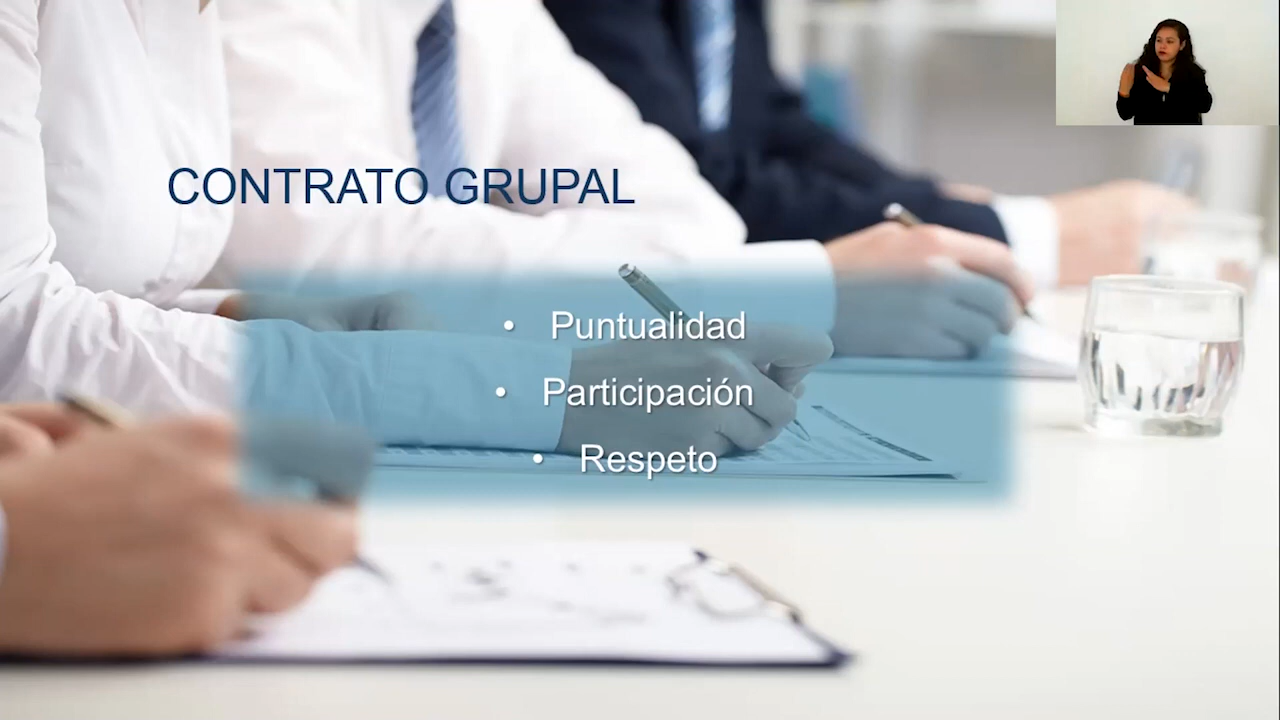 CONTRATO GRUPAL
• Puntualidad
• Participación
• Respeto